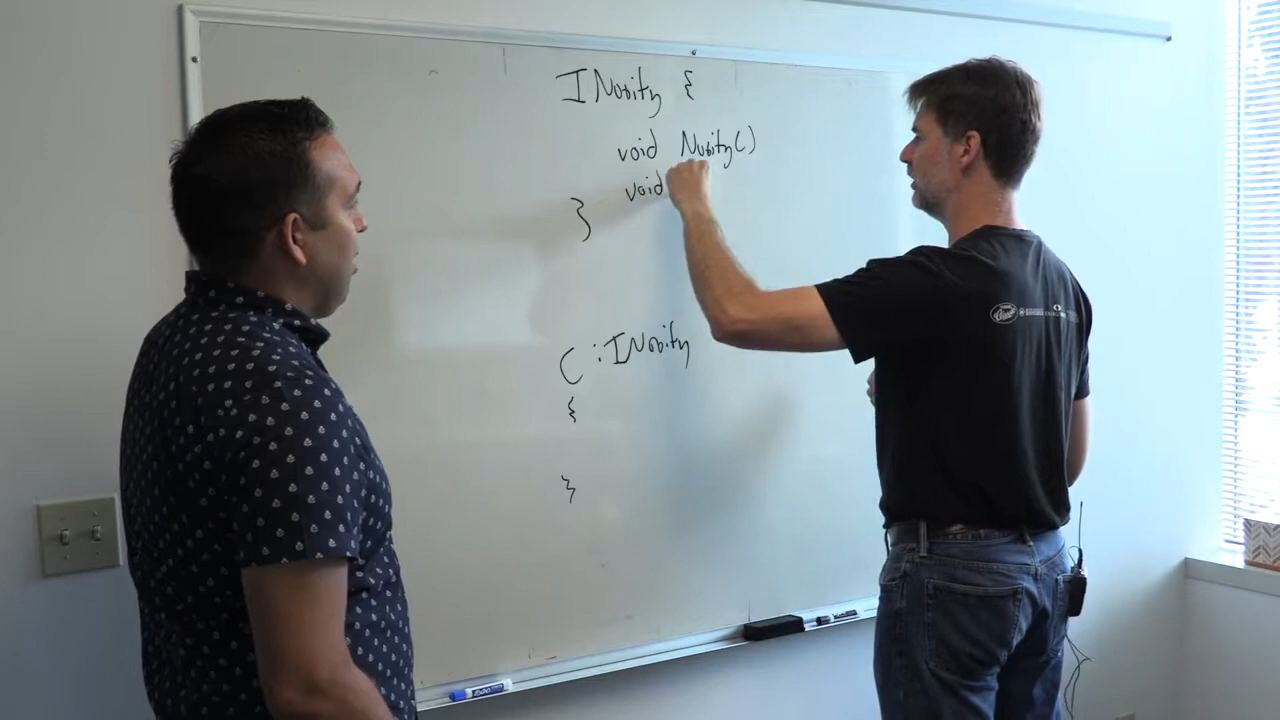 INotify {
void Notify()
void
}
C : INotify
{
}